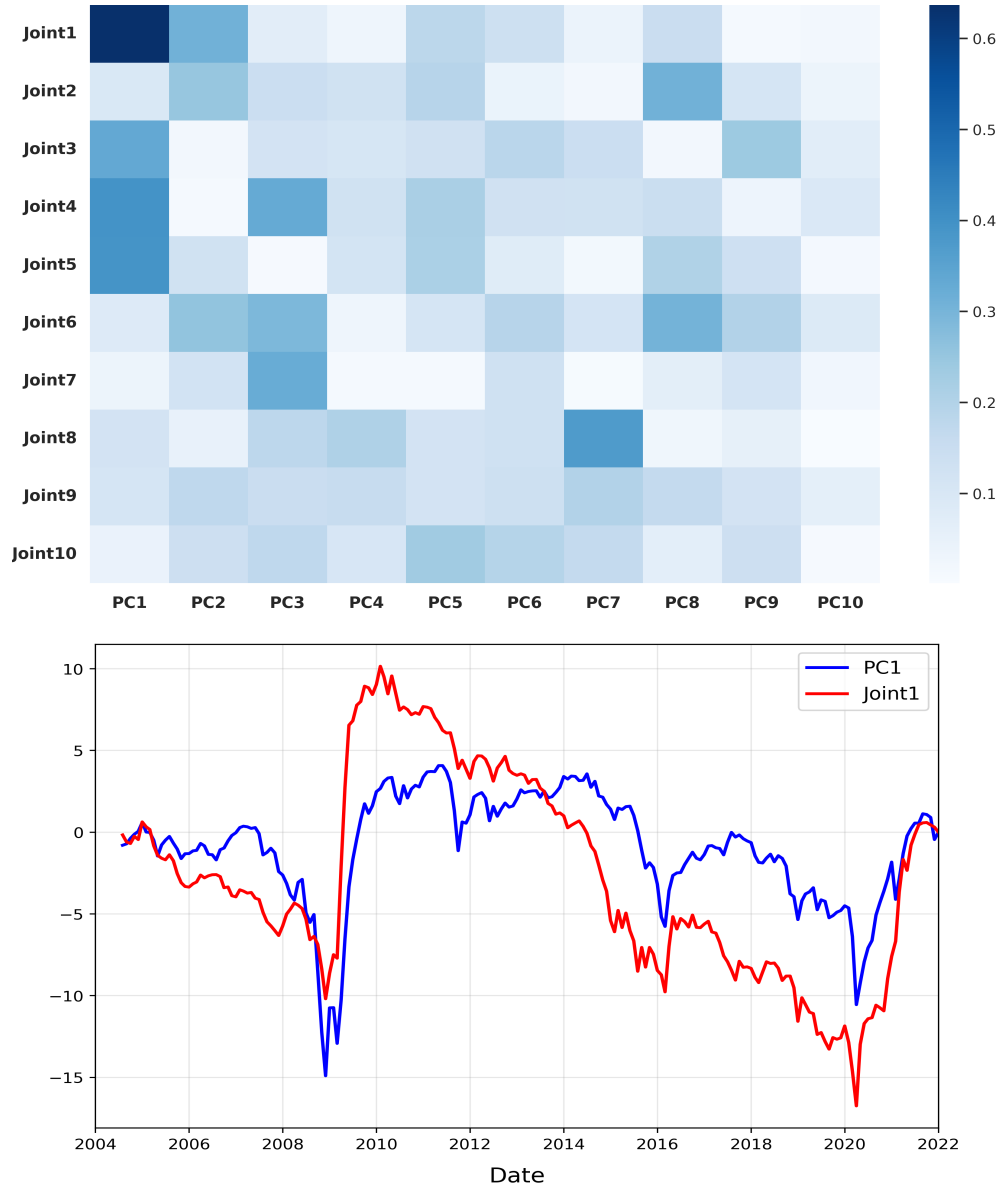 Joint1
Joint2
Joint3
Joint4
Joint5
Joint6
Joint7
Joint8
Joint9
Joint10
PC1 PC2 PC3 PC4 PC5 PC6 PC7 PC8 PC9 PC10
0.6
0.5
0.4
0.3
0.2
0.1
PC1
Joint1
10
5
0
−5
−10
−15
2004 2006 2008 2010 2012 2014 2016 2018 2020 2022
Date